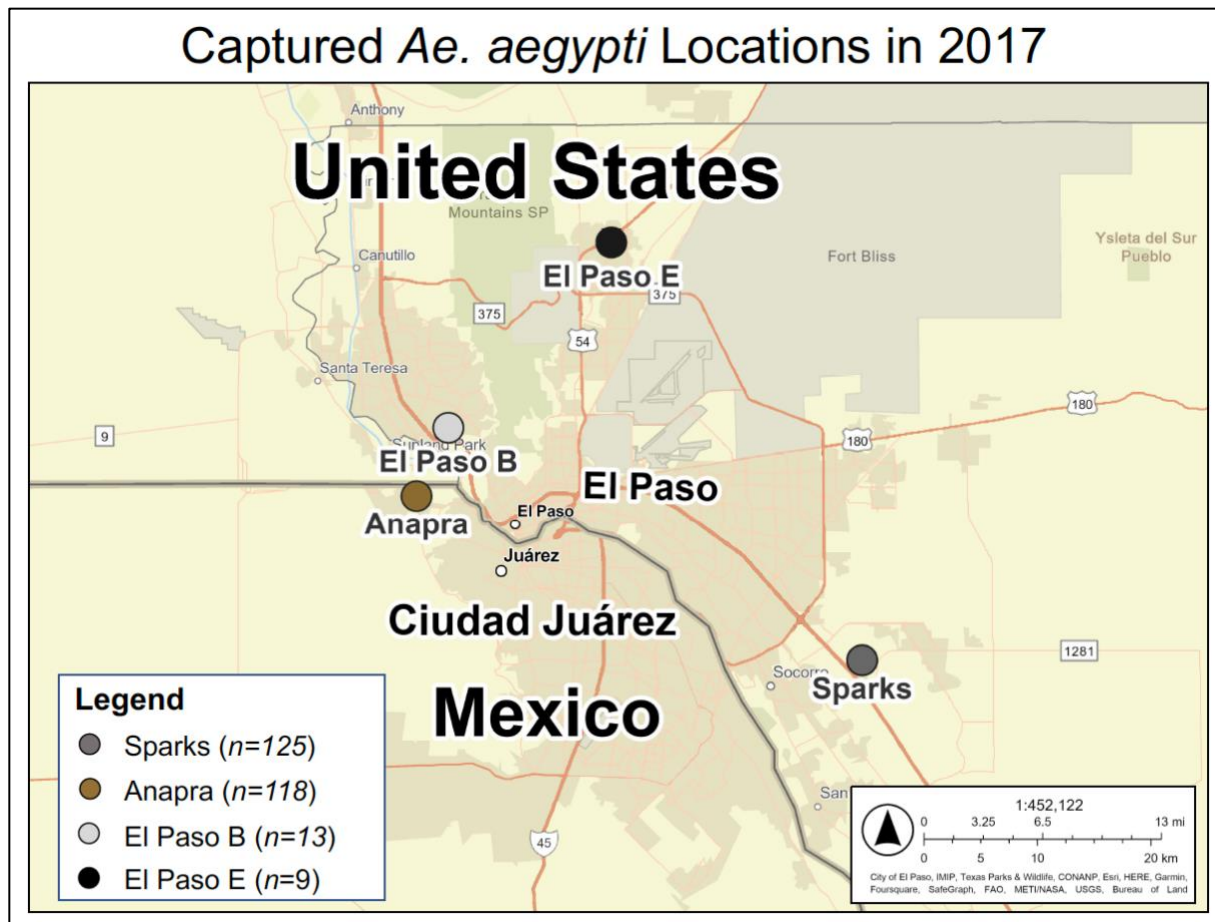 Captured Ae. aegypti Locations in 2017
Anthony
United States
Mountains SP
El Paso E
Canutillo
Fort Bliss
Ysleta del Sur
Pueblo
375
375
54
Santa Teresa
180
180
9
Sunland Park
El Paso B
El Paso
Anapra
El Paso
Juárez
Ciudad Juárez
1281
Socorro
Sparks
Mexico
45
Legend
Sparks (n=125)
Anapra (n=118)
El Paso B (n=13)
El Paso E (n=9)
1:452,122
0 3.25 6.5 13 mi
0 5 10 20 km
City of El Paso, IMIP, Texas Parks & Wildlife, CONANP, Esri, HERE, Garmin,
Foursquare, SafeGraph, FAO, METI/NASA, USGS, Bureau of Land